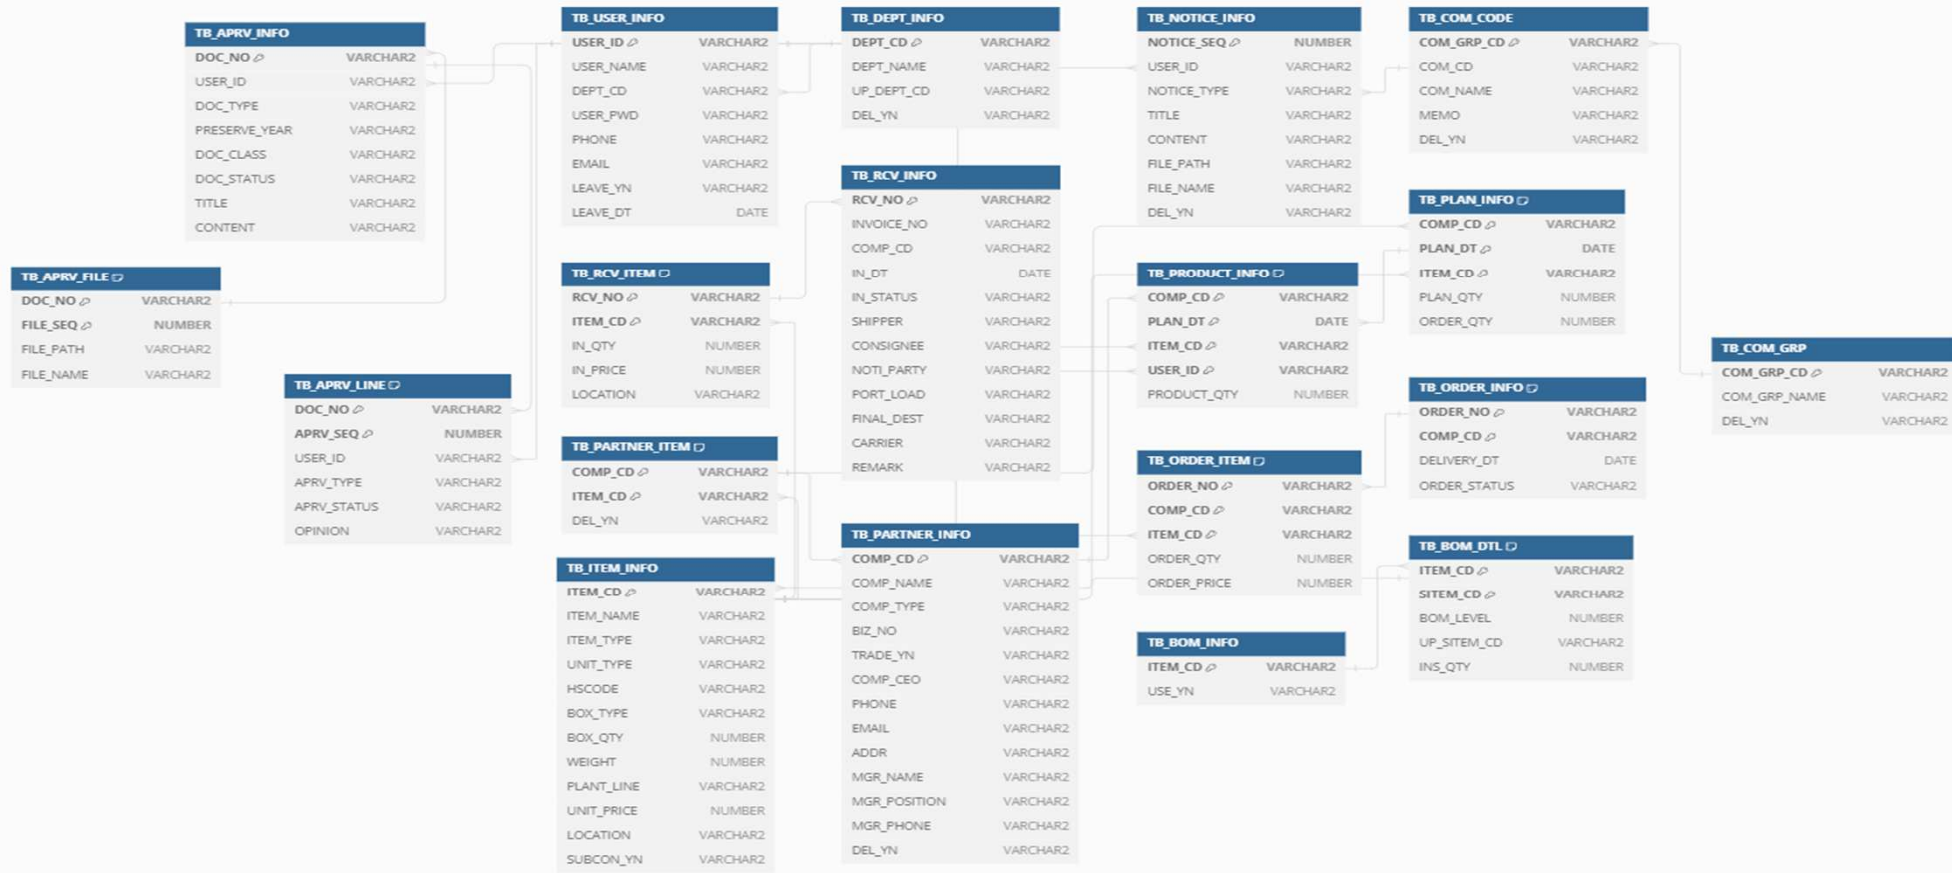 TB_APRV_INFO
DOC_NO VARCHAR2
USER_ID VARCHAR2
DOC_TYPE VARCHAR2
PRESERVE_YEAR VARCHAR2
DOC_CLASS VARCHAR2
DOC_STATUS VARCHAR2
TITLE VARCHAR2
CONTENT VARCHAR2
TB_APRV_FILE
DOC_NO VARCHAR2
FILE_SEQ NUMBER
FILE_PATH VARCHAR2
FILE_NAME VARCHAR2
TB_APRV_LINE
DOC_NO VARCHAR2
APRV_SEQ NUMBER
USER_ID VARCHAR2
APRV_TYPE VARCHAR2
APRV_STATUS VARCHAR2
OPINION VARCHAR2
TB_USER_INFO
USER_ID VARCHAR2
USER_NAME VARCHAR2
DEPT_CD VARCHAR2
USER_PWD VARCHAR2
PHONE VARCHAR2
EMAIL VARCHAR2
LEAVE_YN VARCHAR2
LEAVE_DT DATE
TB_RCV_ITEM
RCV_NO VARCHAR2
ITEM_CD VARCHAR2
IN_QTY NUMBER
IN_PRICE NUMBER
LOCATION VARCHAR2
TB_PARTNER_ITEM
COMP_CD VARCHAR2
ITEM_CD VARCHAR2
DEL_YN VARCHAR2
TB_ITEM_INFO
ITEM_CD VARCHAR2
ITEM_NAME VARCHAR2
ITEM_TYPE VARCHAR2
UNIT_TYPE VARCHAR2
HSCODE VARCHAR2
BOX_TYPE VARCHAR2
BOX_QTY NUMBER
WEIGHT NUMBER
PLANT_LINE VARCHAR2
UNIT_PRICE NUMBER
LOCATION VARCHAR2
SUBCON_YN VARCHAR2
TB_DEPT_INFO
DEPT_CD VARCHAR2
DEPT_NAME VARCHAR2
UP_DEPT_CD VARCHAR2
DEL_YN VARCHAR2
TB_RCV_INFO
RCV_NO VARCHAR2
INVOICE_NO VARCHAR2
COMP_CD VARCHAR2
IN_DT DATE
IN_STATUS VARCHAR2
SHIPPER VARCHAR2
CONSIGNEE VARCHAR2
NOTI_PARTY VARCHAR2
PORT_LOAD VARCHAR2
FINAL_DEST VARCHAR2
CARRIER VARCHAR2
REMARK VARCHAR2
TB_PARTNER_INFO
COMP_CD VARCHAR2
COMP_NAME VARCHAR2
COMP_TYPE VARCHAR2
BIZ_NO VARCHAR2
TRADE_YN VARCHAR2
COMP_CEO VARCHAR2
PHONE VARCHAR2
EMAIL VARCHAR2
ADDR VARCHAR2
MGR_NAME VARCHAR2
MGR_POSITION VARCHAR2
MGR_PHONE VARCHAR2
DEL_YN VARCHAR2
TB_NOTICE_INFO
NOTICE_SEQ NUMBER
USER_ID VARCHAR2
NOTICE_TYPE VARCHAR2
TITLE VARCHAR2
CONTENT VARCHAR2
FILE_PATH VARCHAR2
FILE_NAME VARCHAR2
DEL_YN VARCHAR2
TB_PRODUCT_INFO
COMP_CD VARCHAR2
PLAN_DT DATE
ITEM_CD VARCHAR2
USER_ID VARCHAR2
PRODUCT_QTY NUMBER
TB_ORDER_ITEM
ORDER_NO VARCHAR2
COMP_CD VARCHAR2
ITEM_CD VARCHAR2
ORDER_QTY NUMBER
ORDER_PRICE NUMBER
TB_BOM_INFO
ITEM_CD VARCHAR2
USE_YN VARCHAR2
TB_COM_CODE
COM_GRP_CD VARCHAR2
COM_CD VARCHAR2
COM_NAME VARCHAR2
MEMO VARCHAR2
DEL_YN VARCHAR2
TB_PLAN_INFO
COMP_CD VARCHAR2
PLAN_DT DATE
ITEM_CD VARCHAR2
PLAN_QTY NUMBER
ORDER_QTY NUMBER
TB_ORDER_INFO
ORDER_NO VARCHAR2
COMP_CD VARCHAR2
DELIVERY_DT DATE
ORDER_STATUS VARCHAR2
TB_BOM_DTL
ITEM_CD VARCHAR2
SITEM_CD VARCHAR2
BOM_LEVEL NUMBER
UP_SITEM_CD VARCHAR2
INS_QTY NUMBER
TB_COM_GRP
COM_GRP_CD VARCHAR2
COM_GRP_NAME VARCHAR2
DEL_YN VARCHAR2